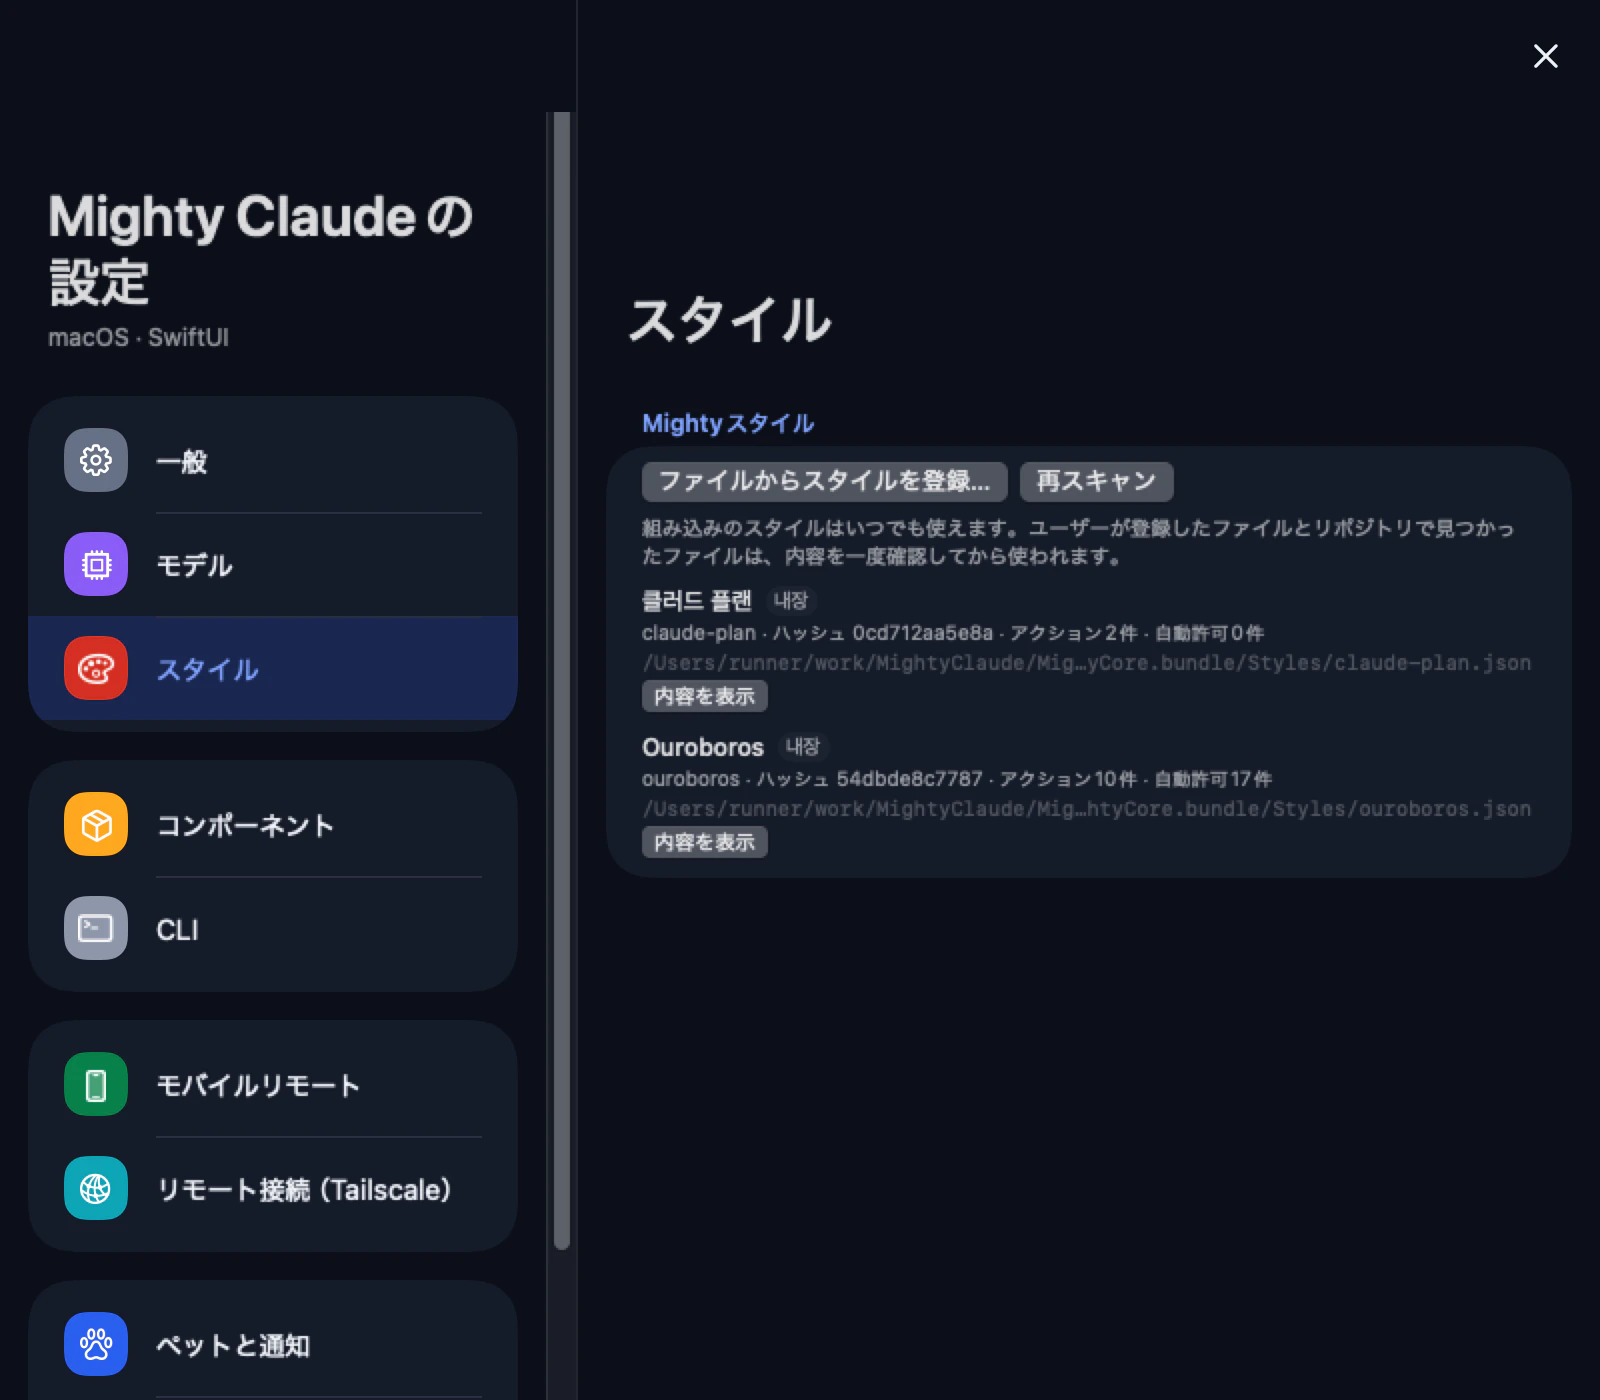 Mighty Claude の
設定
macOS · SwiftUI
一般
モデル
スタイル
コンポーネント
CLI
モバイルリモート
リモート接続 (Tailscale)
ペットと通知
スタイル
Mightyスタイル
ファイルからスタイルを登録... 再スキャン
組み込みのスタイルはいつでも使えます。ユーザーが登録したファイルとリポジトリで見つかっ
たファイルは、内容を一度確認してから使われます。
클러드 플랜 내장
claude-plan · ハッシュ 0cd712aa5e8a · アクション2件 · 自動許可0件
/Users/runner/work/MightyClaude/Mig…yCore.bundle/Styles/claude-plan.json
内容を表示
Ouroboros 내장
ouroboros · ハッシュ 54dbde8c7787 · アクション10件 · 自動許可17件
/Users/runner/work/MightyClaude/Mig…htyCore.bundle/Styles/ouroboros.json
内容を表示